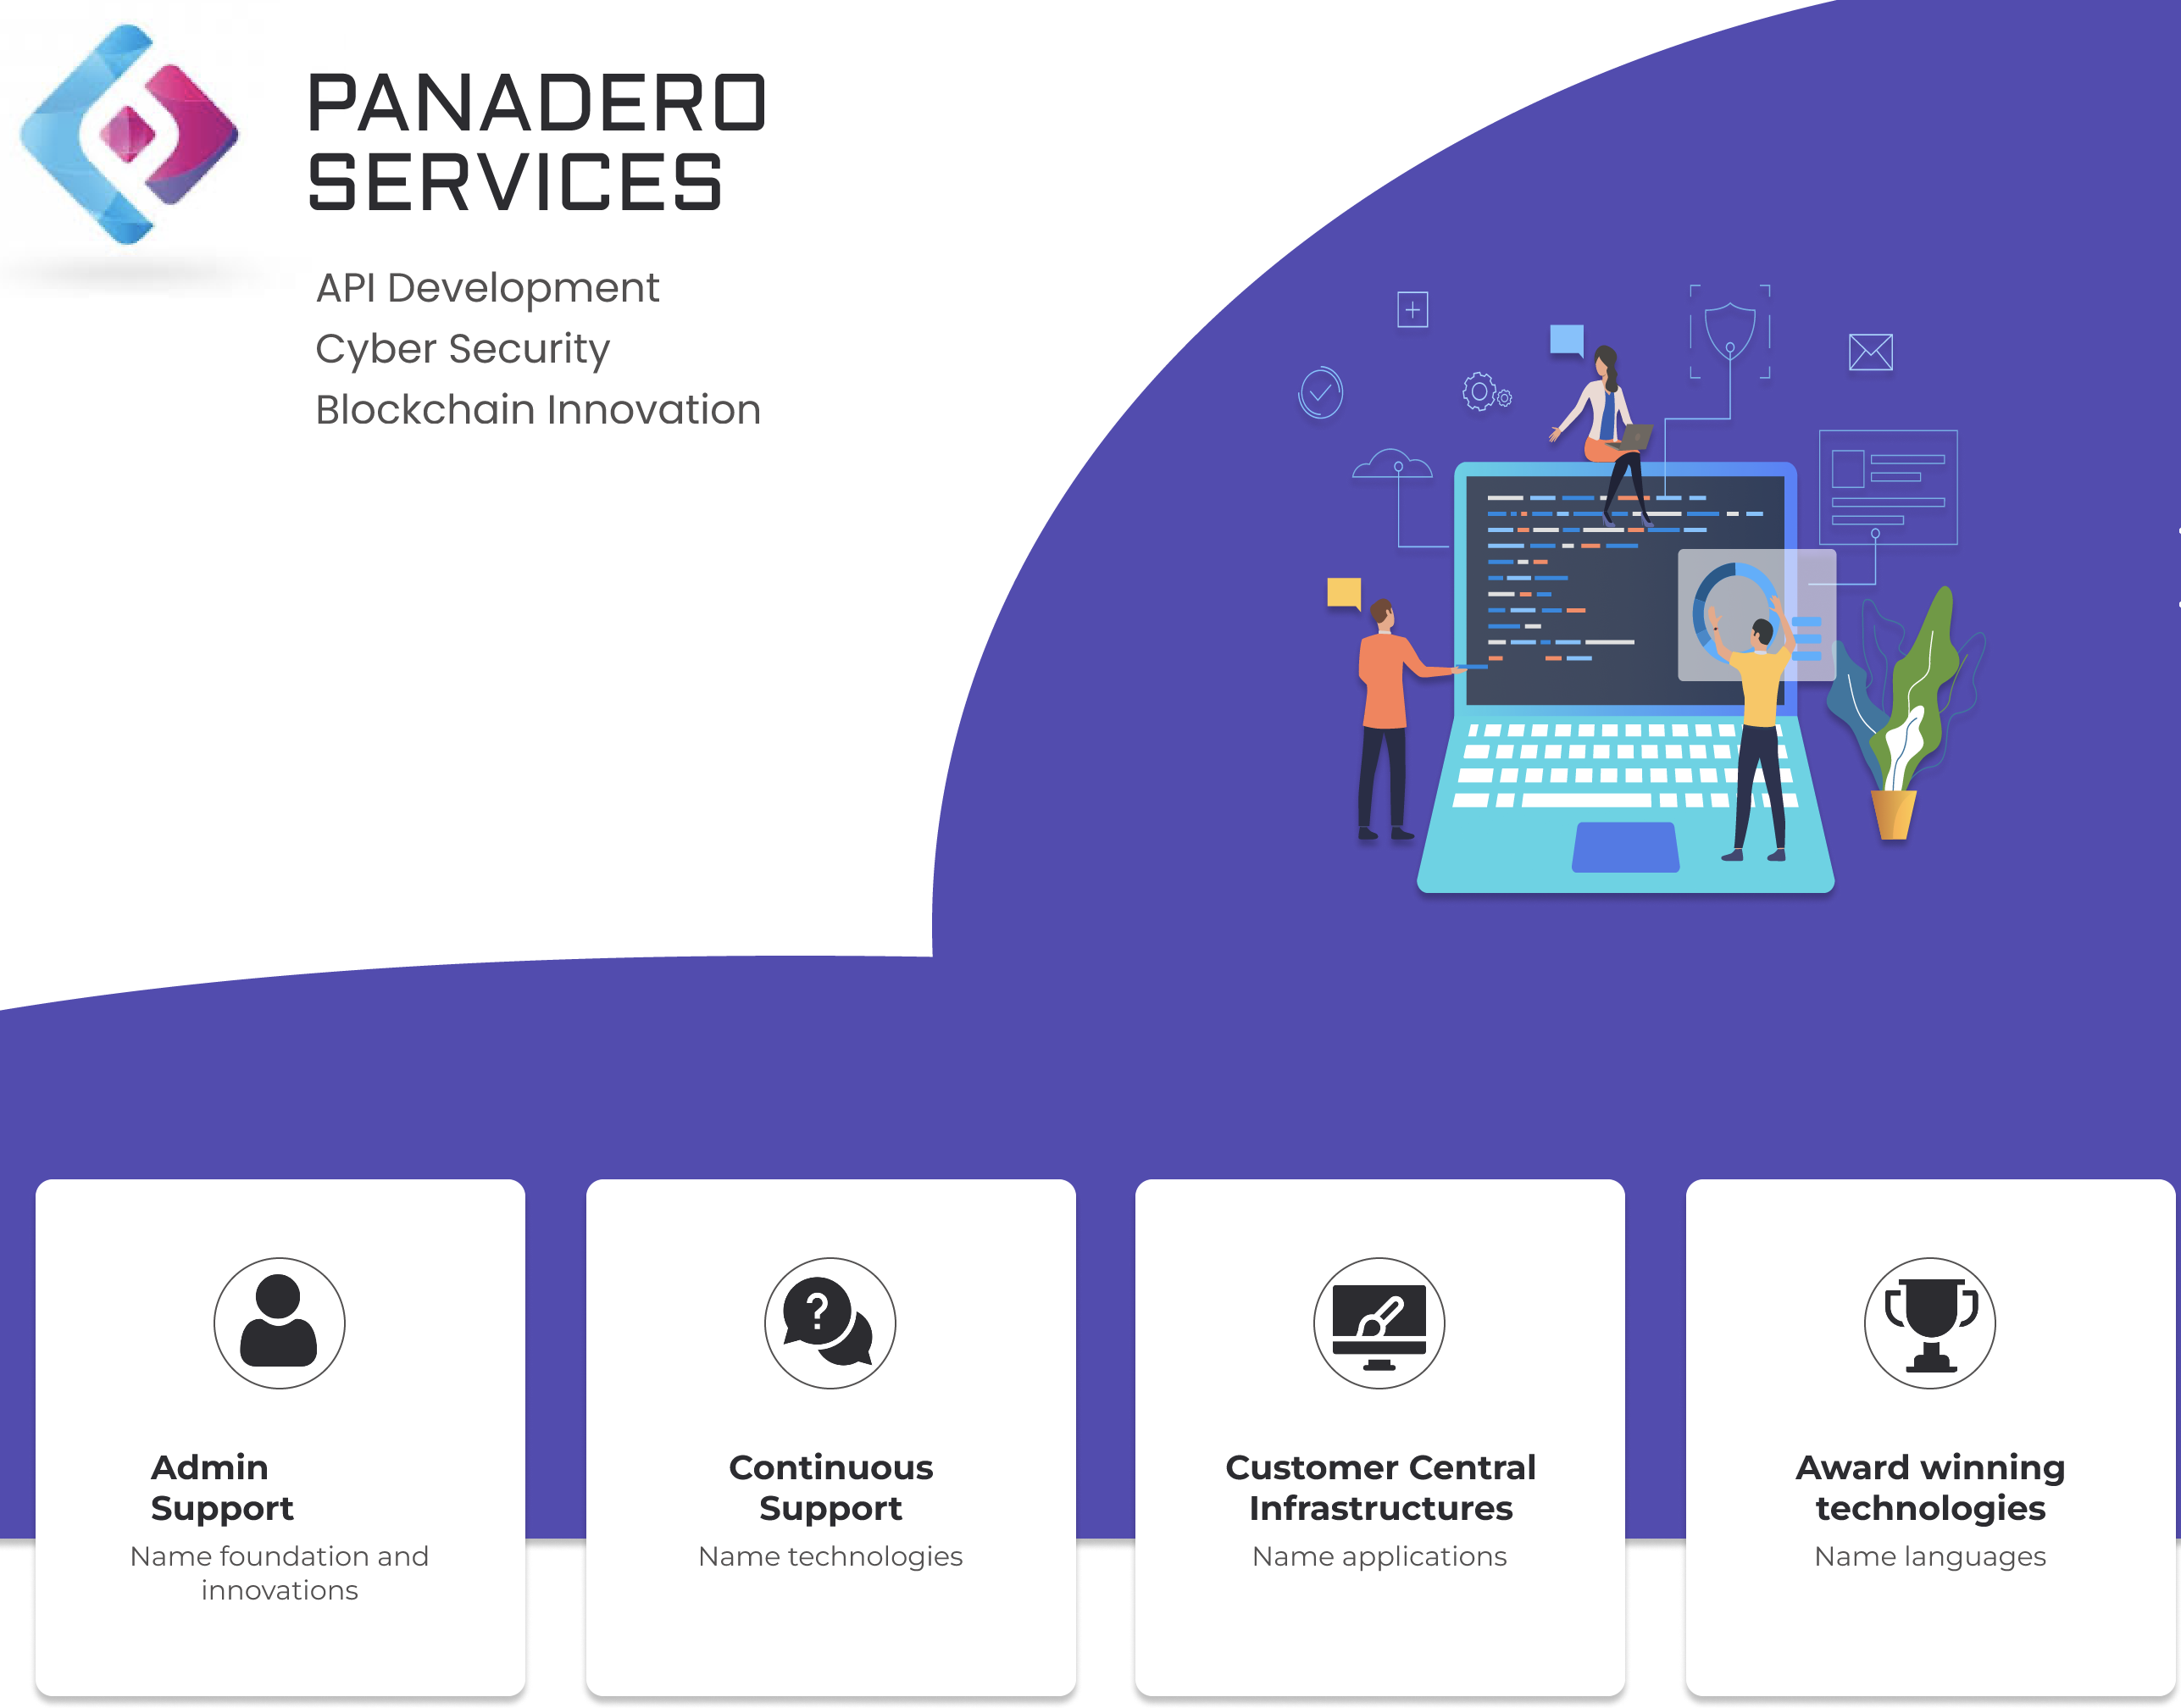 PANADERO
SERVICES
API Development
Cyber Security
Blockchain Innovation
Admin
Support
Name foundation and
innovations
Continuous
Support
Name technologies
Customer Central
Infrastructures
Name applications
Award winning
technologies
Name languages